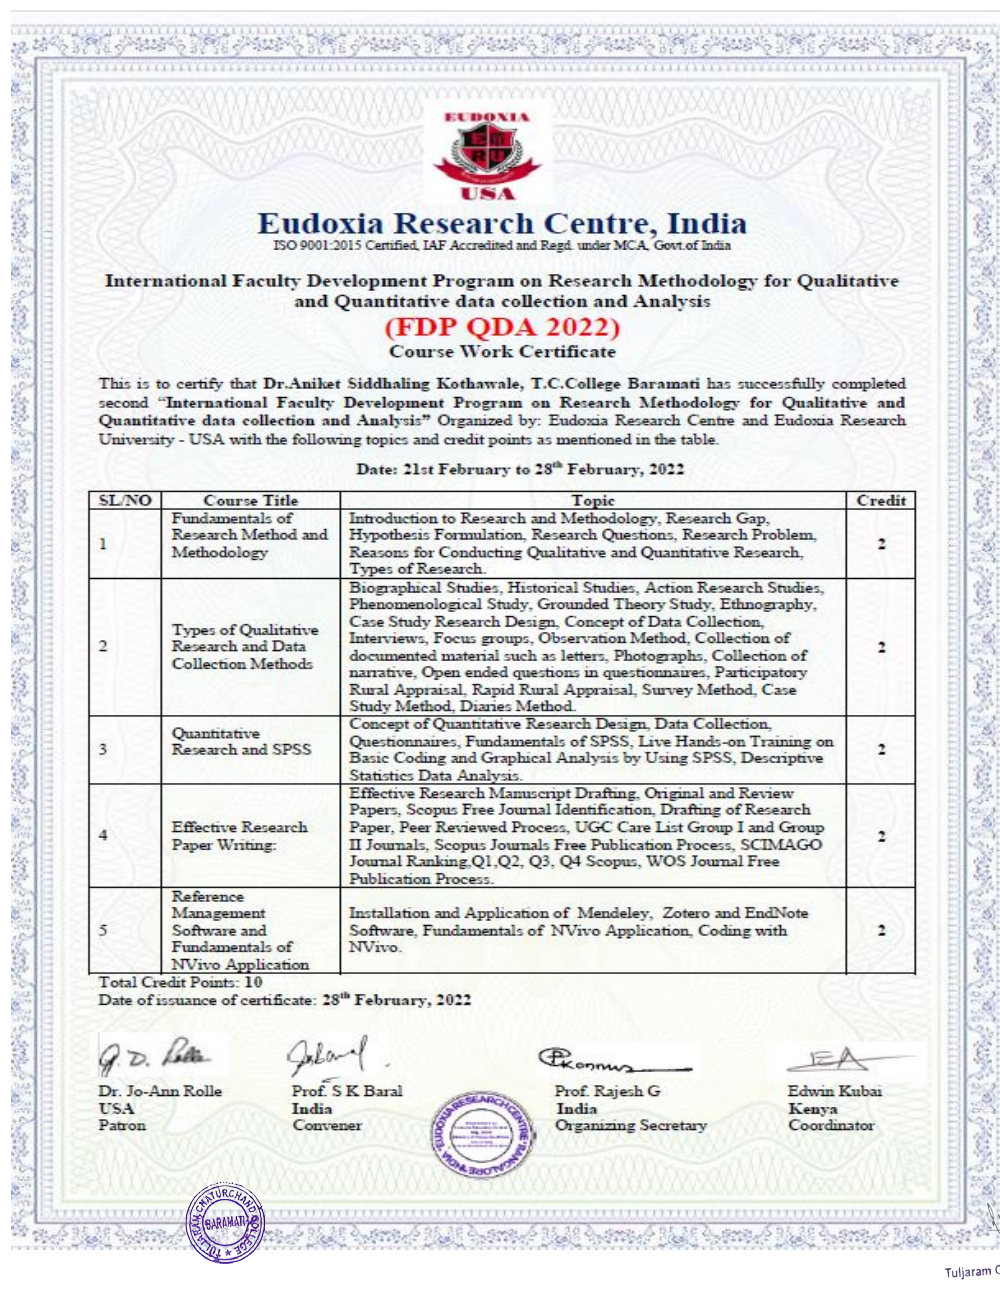 EUDOXIA
E R
R U
USA
Eudoxia Research Centre, India
ISO 9001:2015 Certified, IAF Accredited and Regd. under MCA, Govt.of India
International Faculty Development Program on Research Methodology for Qualitative
and Quantitative data collection and Analysis
(FDP QDA 2022)
Course Work Certificate
This is to certify that Dr.Aniket Siddhaling Kothawale, T.C.College Baramati has successfully completed
second “International Faculty Development Program on Research Methodology for Qualitative and
Quantitative data collection and Analysis” Organized by: Eudoxia Research Centre and Eudoxia Research
University - USA with the following topics and credit points as mentioned in the table.
Date: 21st February to 28th February, 2022
SL/NO Course Title Topic Credit
1
Fundamentals of
Research Method and
Methodology
Introduction to Research and Methodology, Research Gap,
Hypothesis Formulation, Research Questions, Research Problem,
Reasons for Conducting Qualitative and Quantitative Research,
Types of Research.
2
2
Types of Qualitative
Research and Data
Collection Methods
Biographical Studies, Historical Studies, Action Research Studies,
Phenomenological Study, Grounded Theory Study, Ethnography,
Case Study Research Design, Concept of Data Collection,
Interviews, Focus groups, Observation Method, Collection of
documented material such as letters, Photographs, Collection of
narrative, Open ended questions in questionnaires, Participatory
Rural Appraisal, Rapid Rural Appraisal, Survey Method, Case
Study Method, Diaries Method.
2
3
Quantitative
Research and SPSS
Concept of Quantitative Research Design, Data Collection,
Questionnaires, Fundamentals of SPSS, Live Hands-on Training on
Basic Coding and Graphical Analysis by Using SPSS, Descriptive
Statistics Data Analysis.
2
4
Effective Research
Paper Writing:
Effective Research Manuscript Drafting, Original and Review
Papers, Scopus Free Journal Identification, Drafting of Research
Paper, Peer Reviewed Process, UGC Care List Group I and Group
II Journals, Scopus Journals Free Publication Process, SCIMAGO
Journal Ranking,Q1,Q2, Q3, Q4 Scopus, WOS Journal Free
Publication Process.
2
5
Reference
Management
Software and
Fundamentals of
NVivo Application
Installation and Application of Mendeley, Zotero and EndNote
Software, Fundamentals of NVivo Application, Coding with
NVivo.
2
Total Credit Points: 10
Date of issuance of certificate: 28th February, 2022
G. D. Rolle
EA
Dr. Jo-Ann Rolle Prof. S K Baral Prof. Rajesh G Edwin Kubai
USA India India Kenya
Patron Convener Organizing Secretary Coordinator
EUDOXIA RESEARCH CENTRE
BANGALORE INDIA
TULJARAM CHATURCHAND COLLEGE
BARAMATI
Tuljaram C